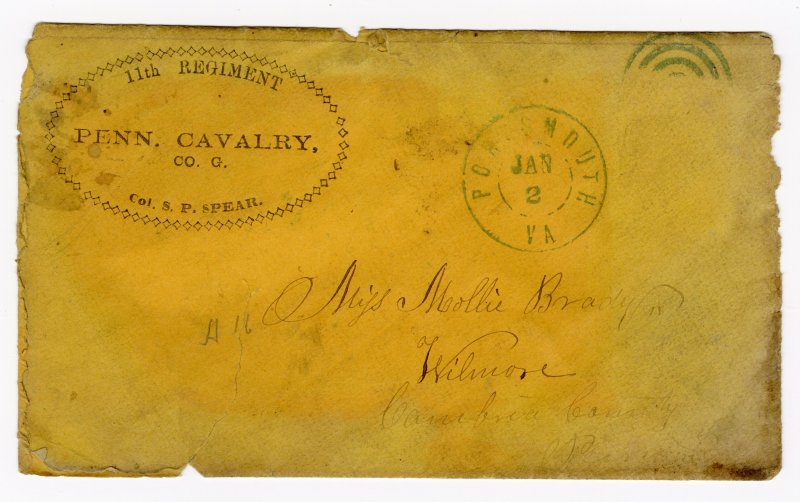 11th REGIMENT
PENN. CAVALRY,
CO. G.
Col. S. P. SPEAR.
PORTSMOUTH
JAN
2
VA
Miss Mollie Brady
Wilmore
Cambria County